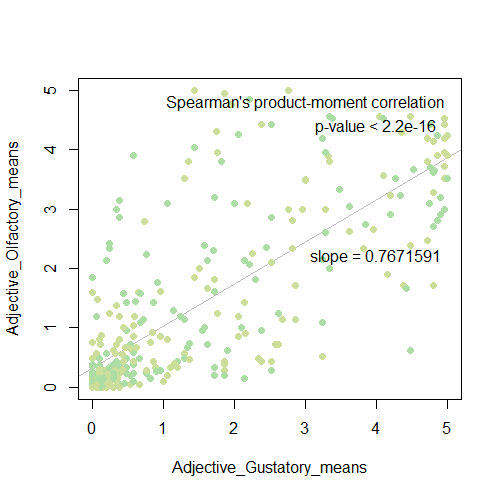 Spearman's product-moment correlation
p-value < 2.2e-16
slope = 0.7671591
5
4
3
2
1
0
Adjective_Olfactory_means
0 1 2 3 4 5
Adjective_Gustatory_means